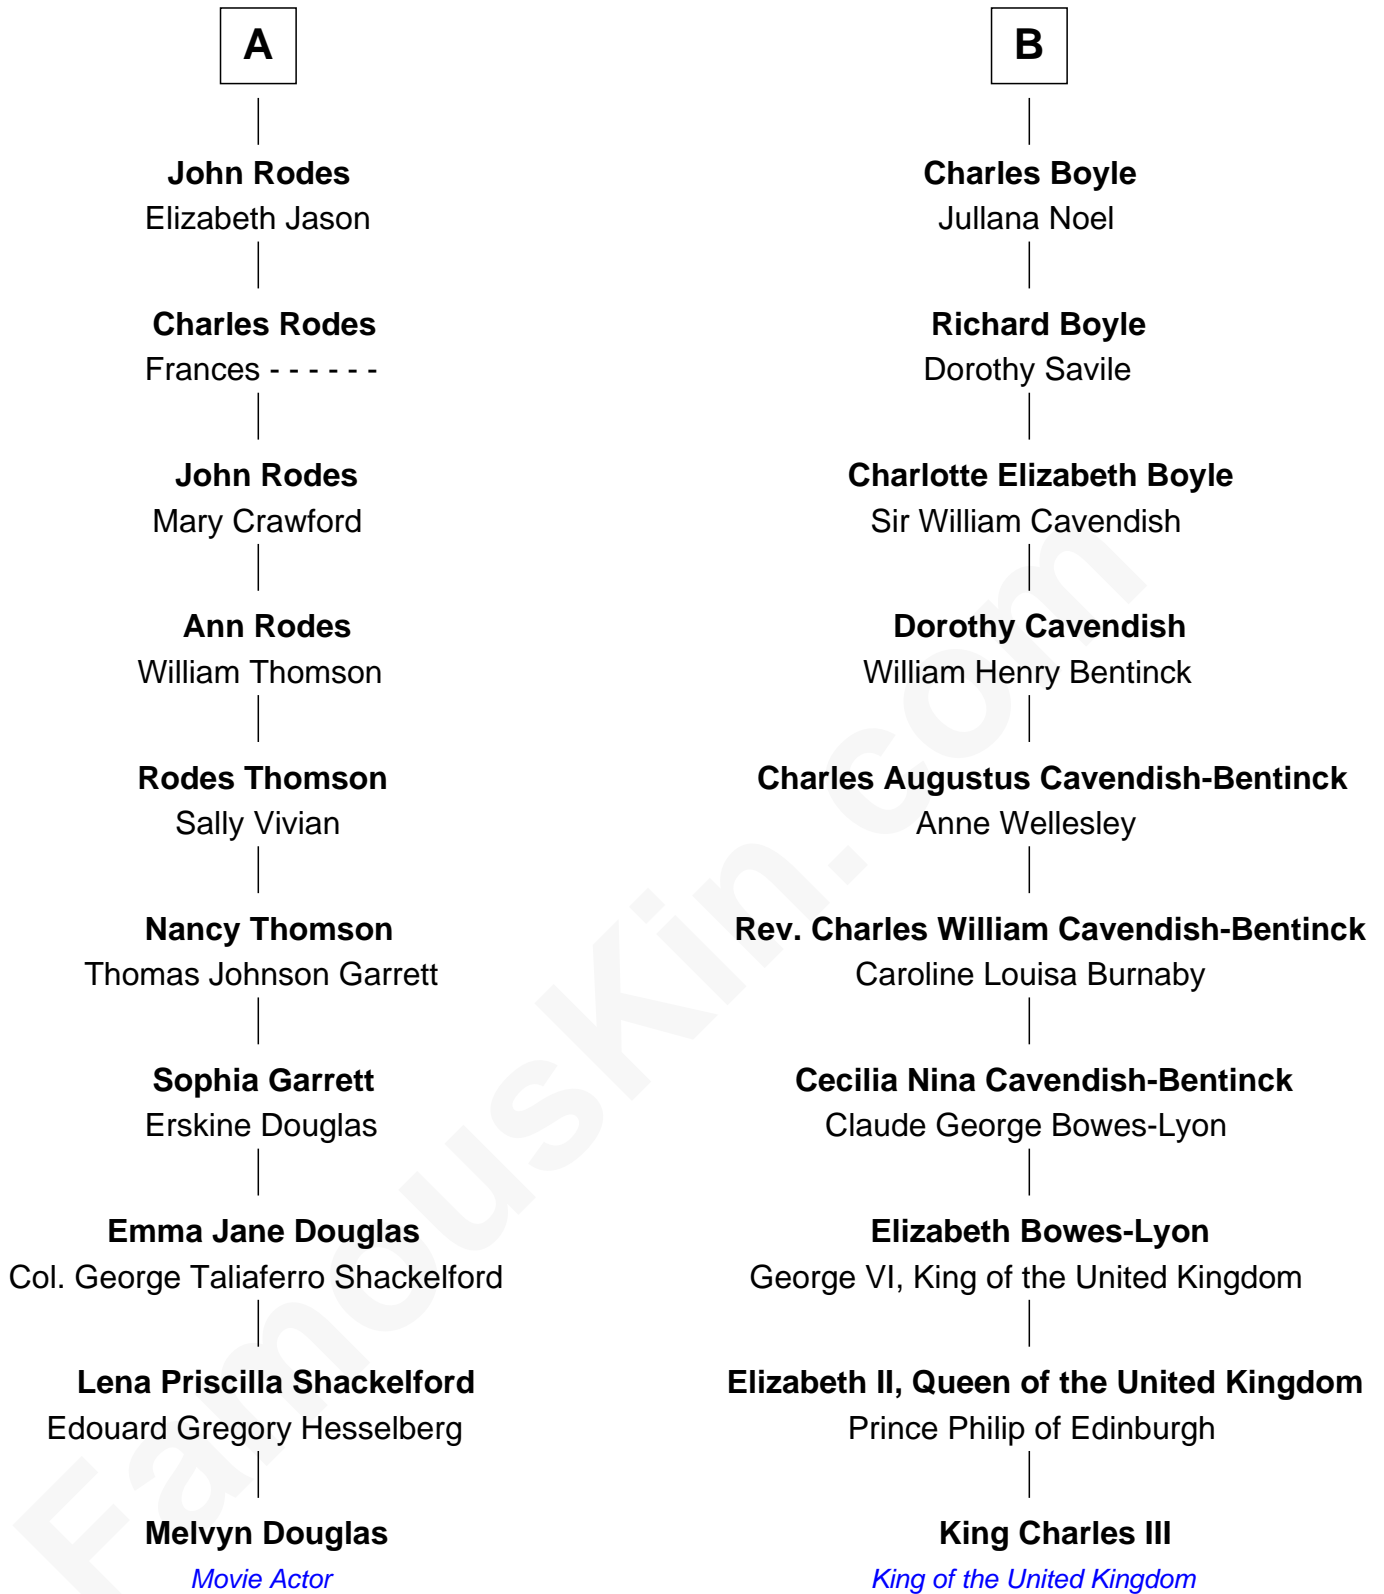 A
John Rodes
Elizabeth Jason
Charles Rodes
Frances - - - - - -
John Rodes
Mary Crawford
Ann Rodes
William Thomson
Rodes Thomson
Sally Vivian
Nancy Thomson
Thomas Johnson Garrett
Sophia Garrett
Erskine Douglas
Emma Jane Douglas
Col. George Taliaferro Shackelford
Lena Priscilla Shackelford
Edouard Gregory Hesselberg
Melvyn Douglas
Movie Actor
B
Charles Boyle
Jullana Noel
Richard Boyle
Dorothy Savile
Charlotte Elizabeth Boyle
Sir William Cavendish
Dorothy Cavendish
William Henry Bentinck
Charles Augustus Cavendish-Bentinck
Anne Wellesley
Rev. Charles William Cavendish-Bentinck
Caroline Louisa Burnaby
Cecilia Nina Cavendish-Bentinck
Claude George Bowes-Lyon
Elizabeth Bowes-Lyon
George VI, King of the United Kingdom
Elizabeth II, Queen of the United Kingdom
Prince Philip of Edinburgh
King Charles III
King of the United Kingdom
FamousKin.com